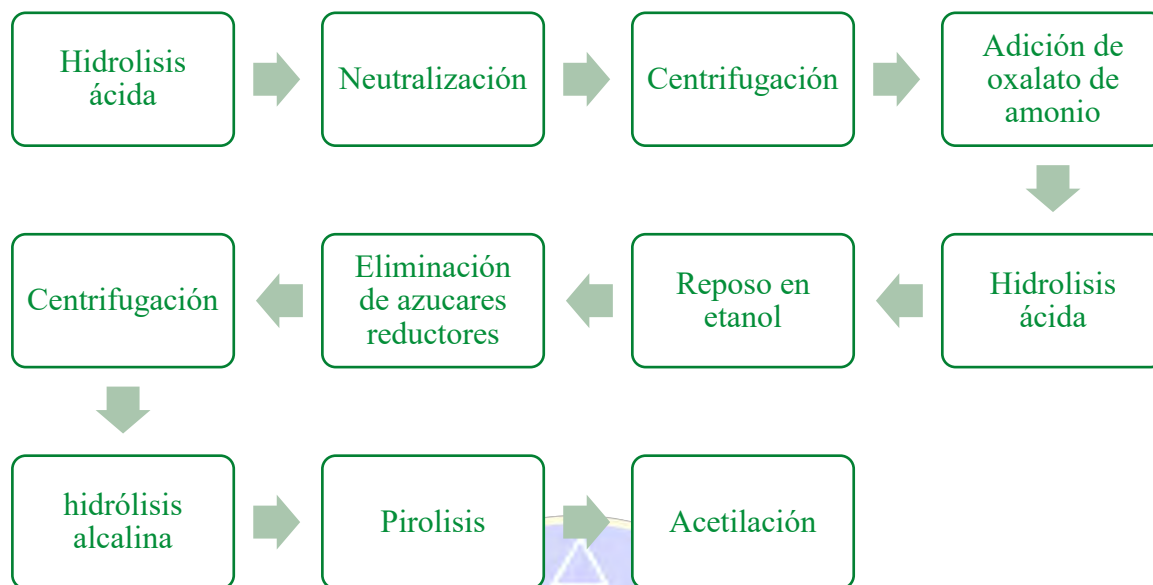 Hidrolisis
ácida
Neutralización
Centrifugación
Adición de
oxalato de
amonio
Hidrolisis
ácida
Reposo en
etanol
Eliminación
de azucares
reductores
Centrifugación
hidrólisis
alcalina
Pirolisis
Acetilación